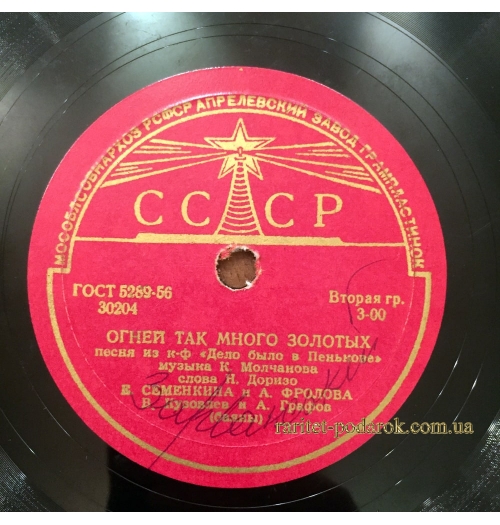 МОСОБЛСОВНАРХОЗ РСФСР АПРЕЛЕВСКИЙ ЗАВОД ГРАМПЛАСТИНОК
СССР
ГОСТ 5289-56
30204
Вторая гр.
3-00
ОГНЕЙ ТАК МНОГО ЗОЛОТЫХ
песня из к-ф «Дело было в Пенькове»
музыка К. Молчанова
слова Н. Доризо
Е. СЕМЕНКИНА и А. ФРОЛОВА
В. Кузовлев и А. Графов
(баяны)
raritet-podarok.com.ua